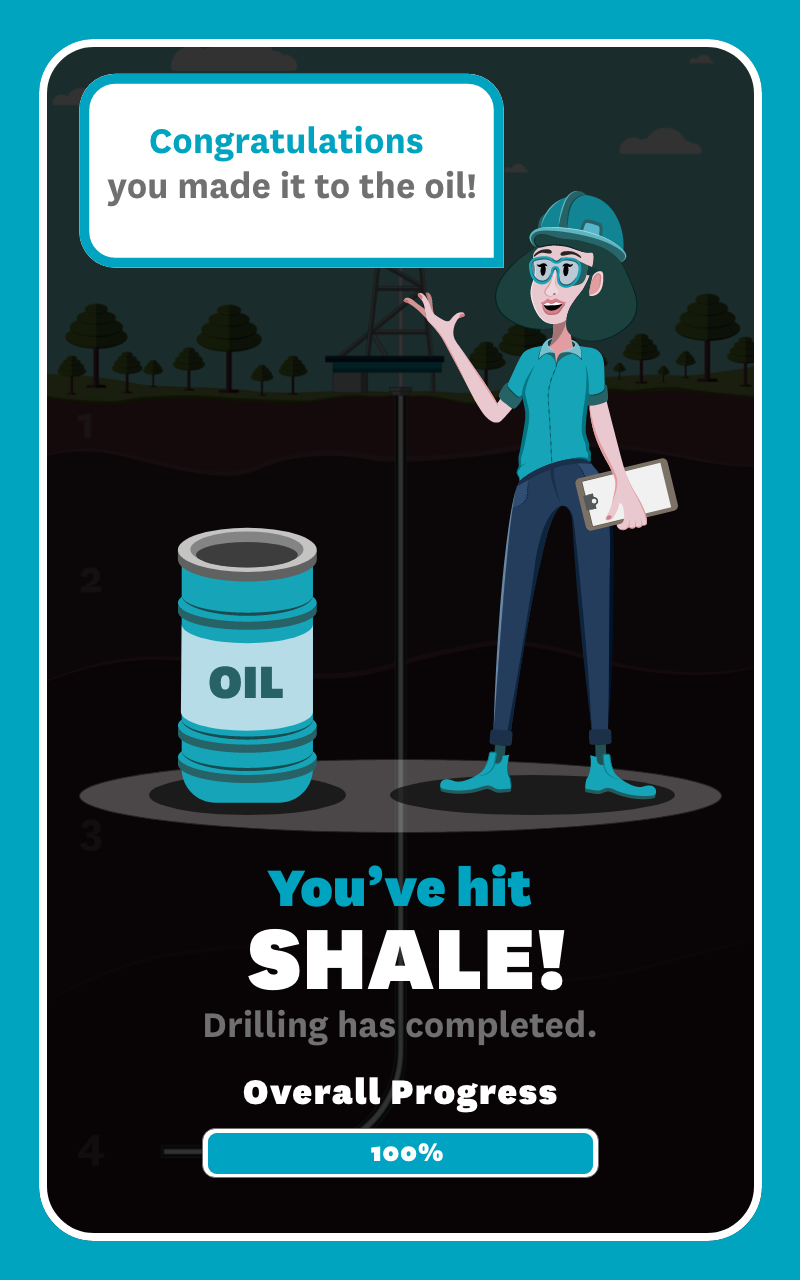 Congratulations
you made it to the oil!
1
2
OIL
3
You've hit
SHALE!
Drilling has completed.
Overall Progress
4
100%